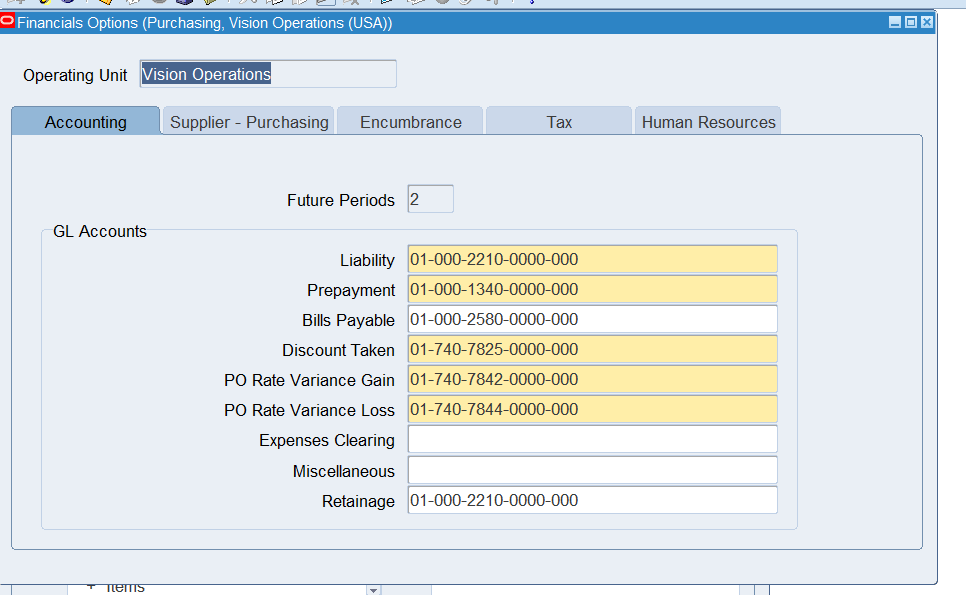 Financials Options (Purchasing, Vision Operations (USA))
Operating Unit Vision Operations
Accounting Supplier - Purchasing Encumbrance Tax Human Resources
Future Periods 2
GL Accounts
Liability 01-000-2210-0000-000
Prepayment 01-000-1340-0000-000
Bills Payable 01-000-2580-0000-000
Discount Taken 01-740-7825-0000-000
PO Rate Variance Gain 01-740-7842-0000-000
PO Rate Variance Loss 01-740-7844-0000-000
Expenses Clearing
Miscellaneous
Retainage 01-000-2210-0000-000
+ Items